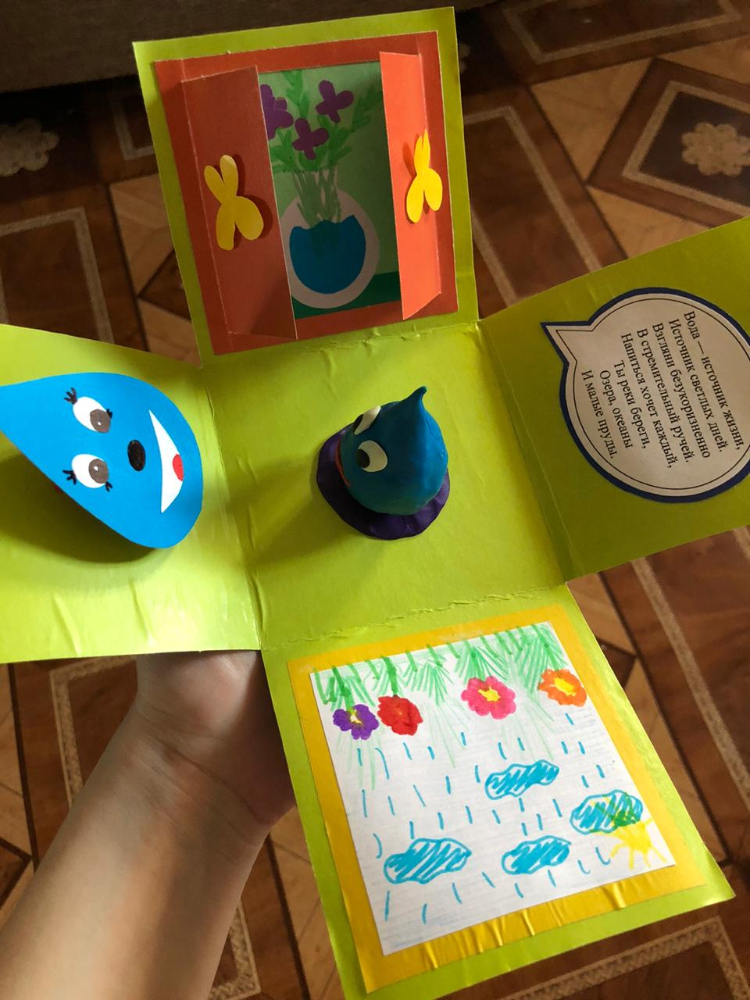 Вода — источник жизни,
Источник светлых дней.
Взгляни безукоризненно
В стремительный ручей.
Напиться хочет каждый,
Ты реки береги,
Озера, океаны
И малые пруды.